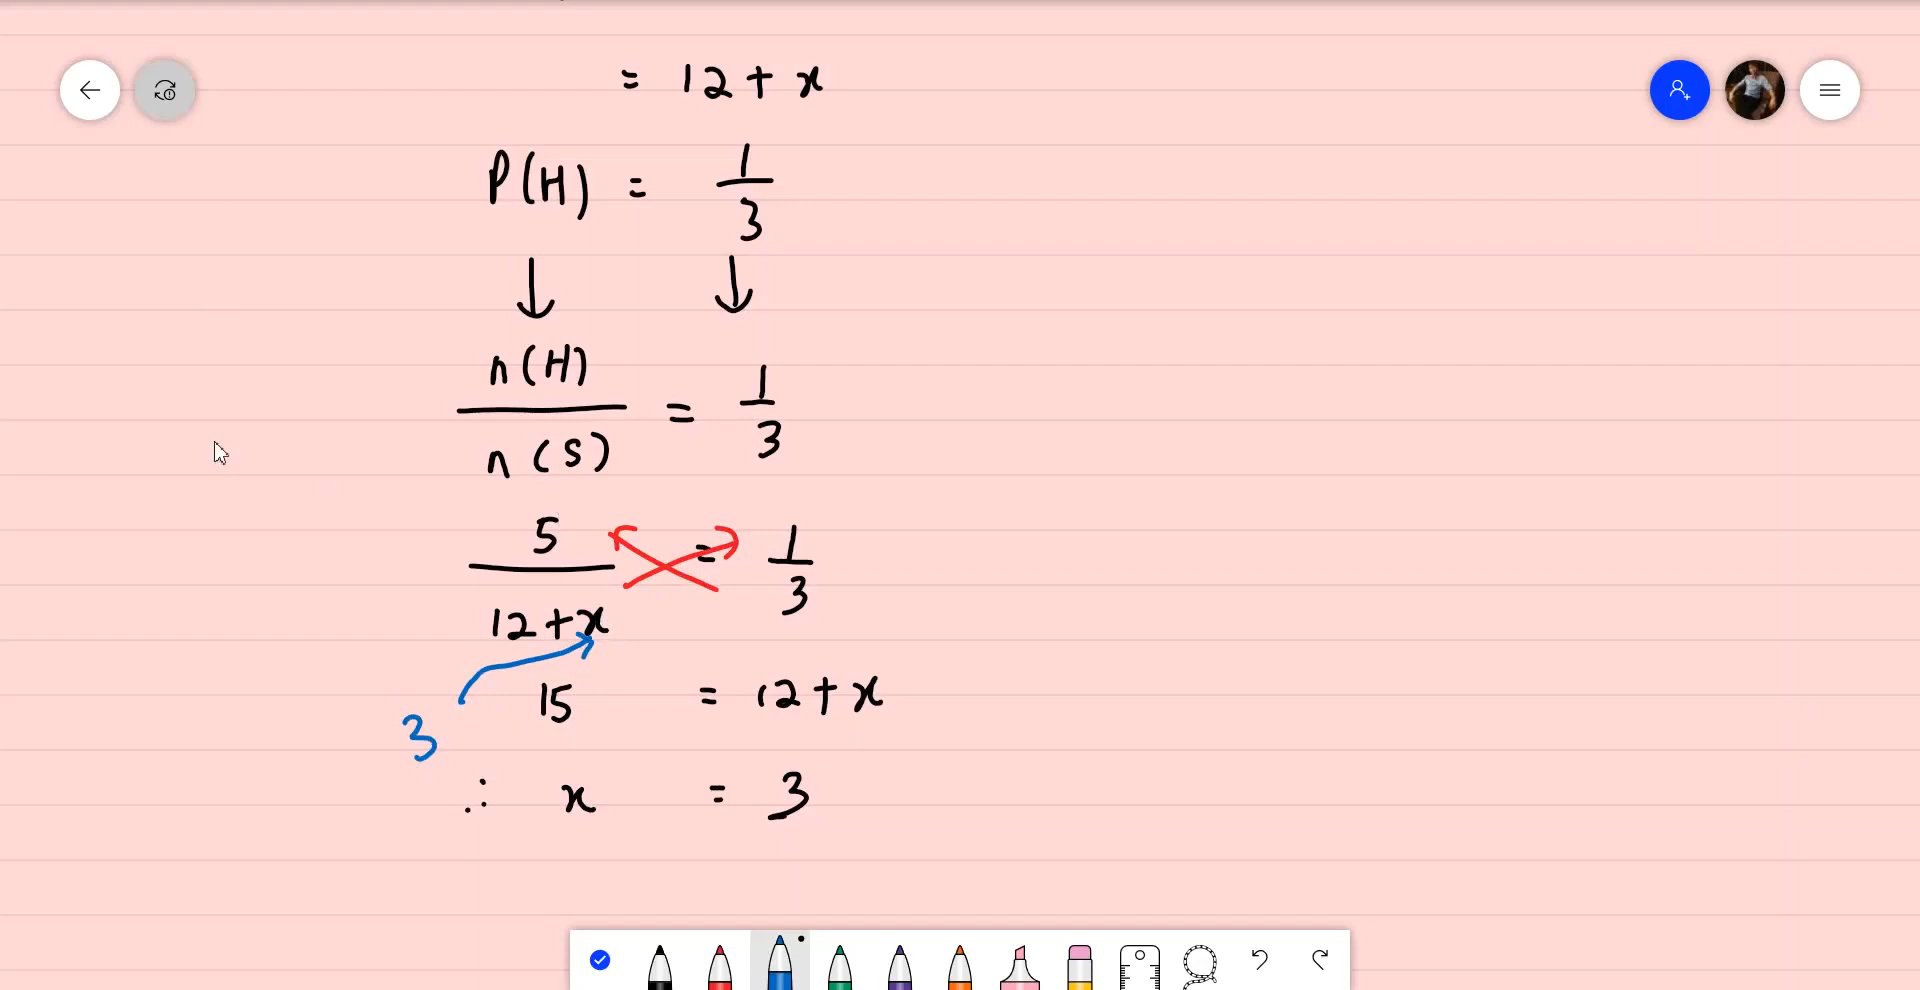 = 12 + x
P(H) = 1/3
↓ ↓
n(H)/n(S) = 1/3
5/(12+x) = 1/3
15 = 12 + x
3
∴ x = 3